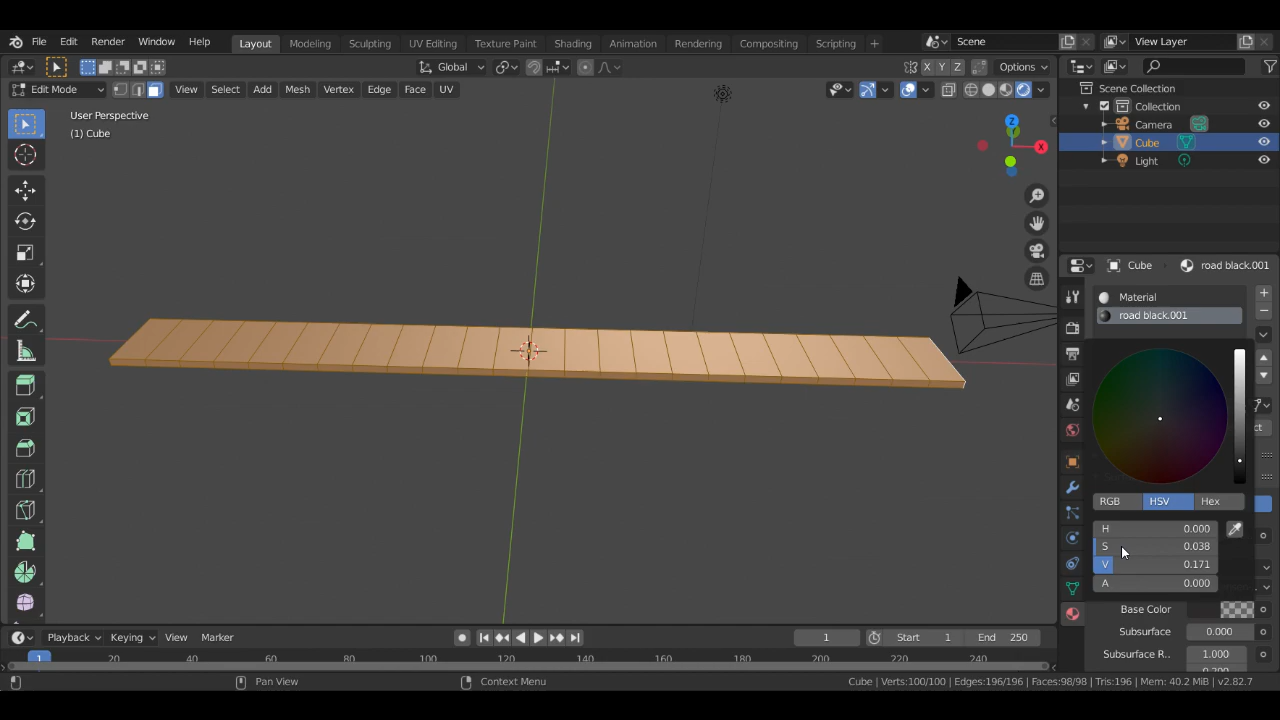 File Edit Render Window Help Layout Modeling Sculpting UV Editing Texture Paint Shading Animation Rendering Compositing Scripting + Scene View Layer
Global X Y Z Options
Edit Mode View Select Add Mesh Vertex Edge Face UV
User Perspective
(1) Cube
Z
X
Scene Collection
Collection
Camera
Cube
Light
Cube road black.001
Material
road black.001
RGB HSV Hex
H 0.000
S 0.038
V 0.171
A 0.000
Base Color
Subsurface 0.000
Subsurface R.. 1.000
Playback Keying View Marker 1 Start 1 End 250
1 20 40 60 80 100 120 140 160 180 200 220 240
Pan View Context Menu Cube | Verts:100/100 | Edges:196/196 | Faces:98/98 | Tris:196 | Mem: 40.2 MiB | v2.82.7